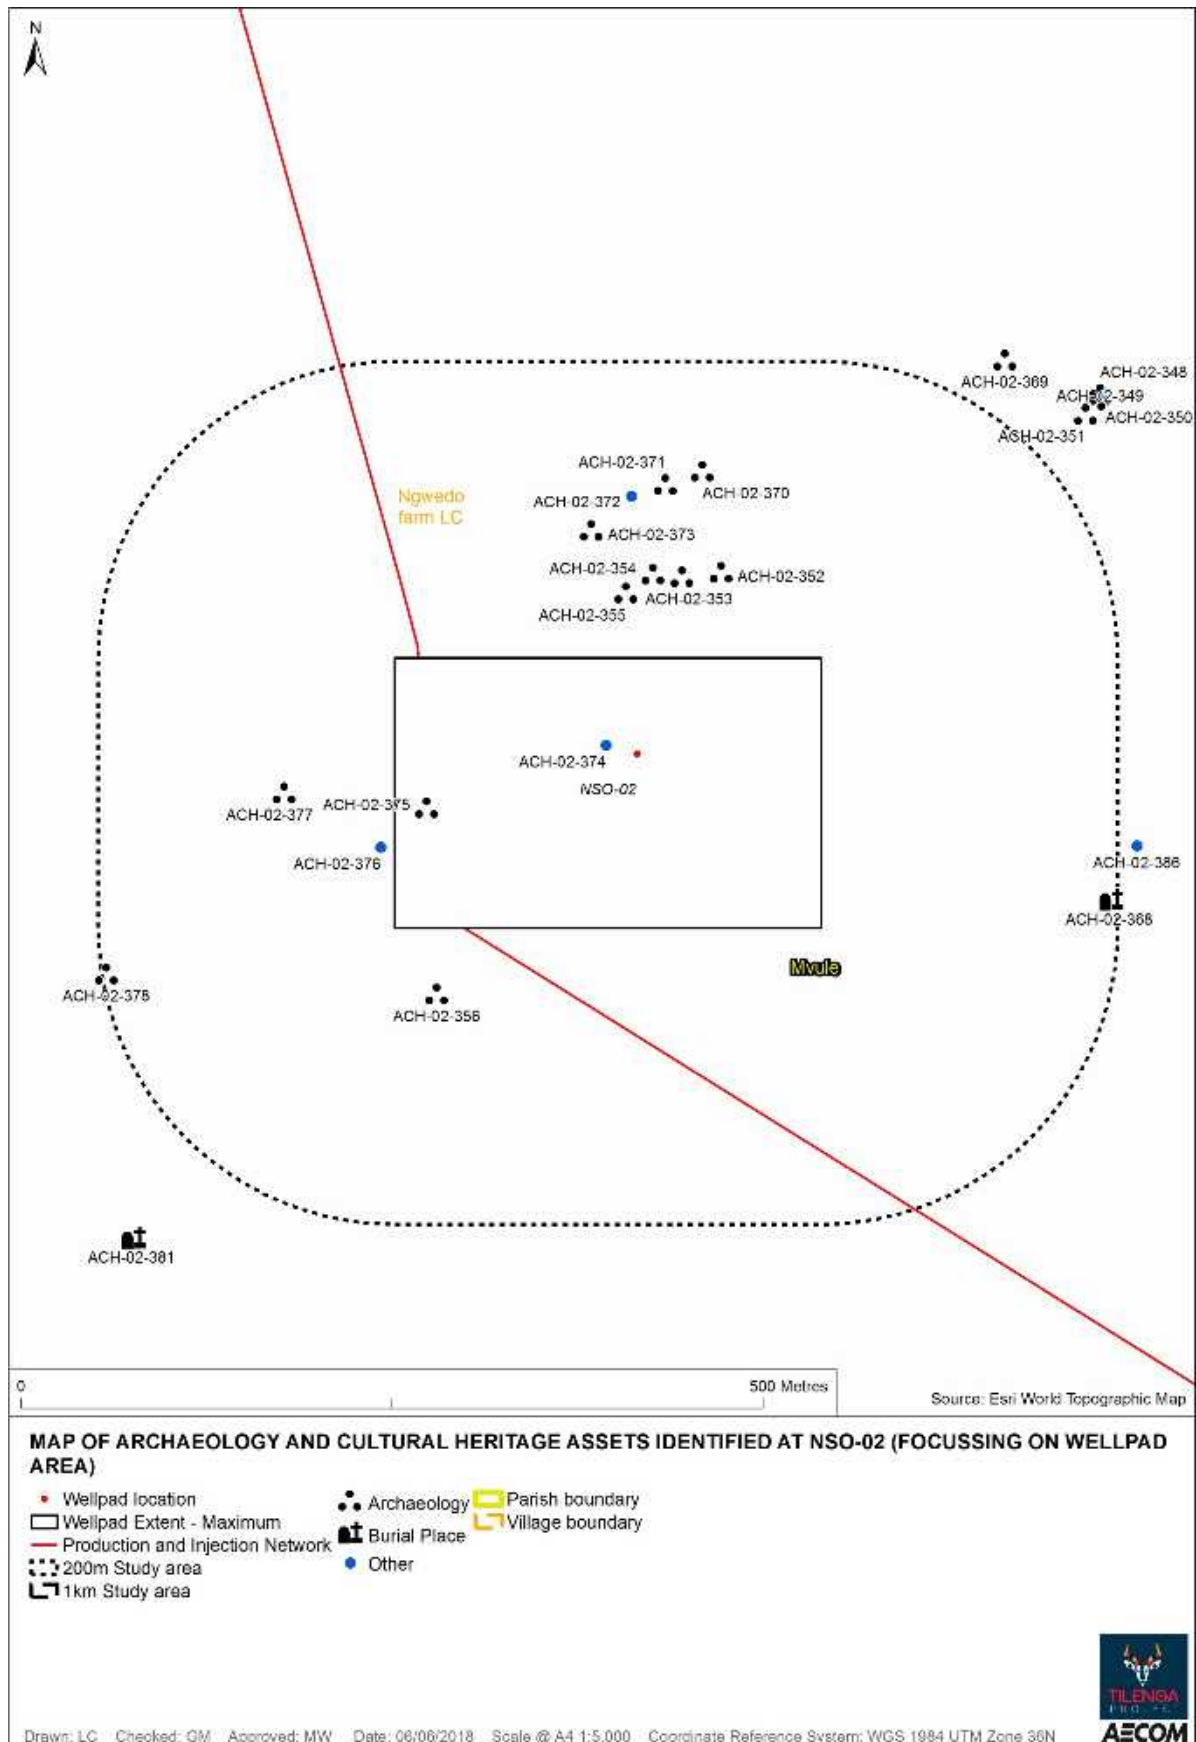 N
ACH-02-369
ACH-02-348
ACH-02-349
ACH-02-350
ACH-02-351
ACH-02-371
ACH-02-370
ACH-02-372
Ngwedo
farm LC
ACH-02-373
ACH-02-354
ACH-02-352
ACH-02-353
ACH-02-355
ACH-02-374
NSO-02
ACH-02-377
ACH-02-375
ACH-02-376
ACH-02-386
ACH-02-368
Mvule
ACH-02-378
ACH-02-356
ACH-02-381
0
500 Metres
Source: Esri World Topographic Map
MAP OF ARCHAEOLOGY AND CULTURAL HERITAGE ASSETS IDENTIFIED AT NSO-02 (FOCUSSING ON WELLPAD
AREA)
Wellpad location
Wellpad Extent - Maximum
Production and Injection Network
200m Study area
1km Study area
Archaeology
Burial Place
Other
Parish boundary
Village boundary
TILENGA
PROJECT
AECOM
Drawn: LC Checked: GM Approved: MW Date: 06/06/2018 Scale @ A4 1:5,000 Coordinate Reference System: WGS 1984 UTM Zone 36N